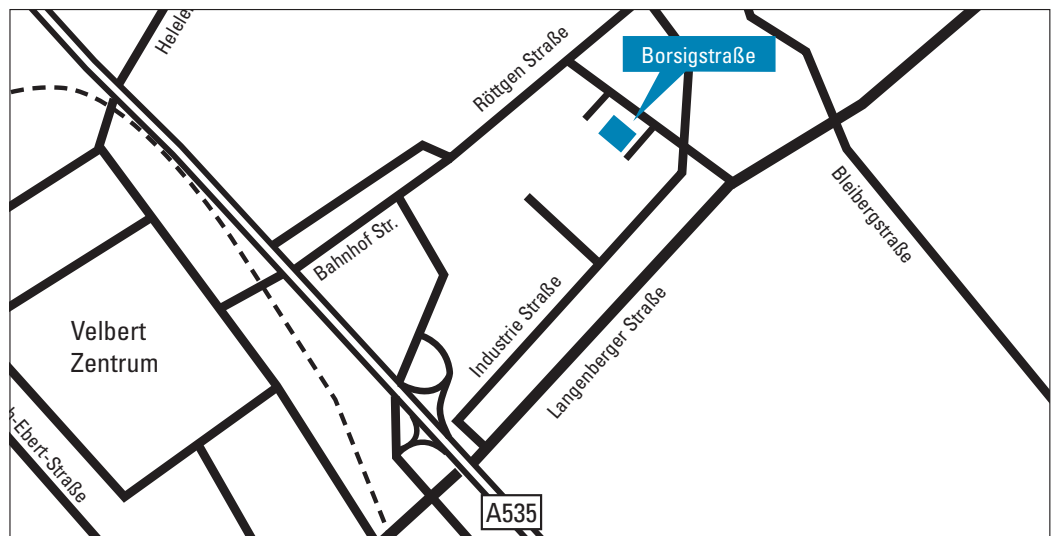 Röttgen Straße
Borsigstraße
Bahnhof Str.
Bleibergstraße
Industrie Straße
Langenberger Straße
Velbert
Zentrum
h-Ebert-Straße
A535